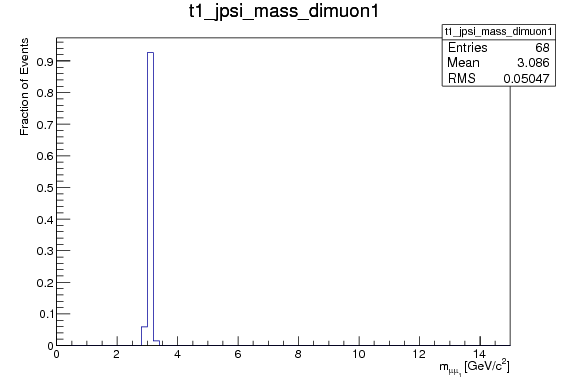 t1_jpsi_mass_dimuon1
t1_jpsi_mass_dimuon1
Entries 68
Mean 3.086
RMS 0.05047
Fraction of Events
0.9
0.8
0.7
0.6
0.5
0.4
0.3
0.2
0.1
0
0 2 4 6 8 10 12 14
m_{μμ_1} [GeV/c²]